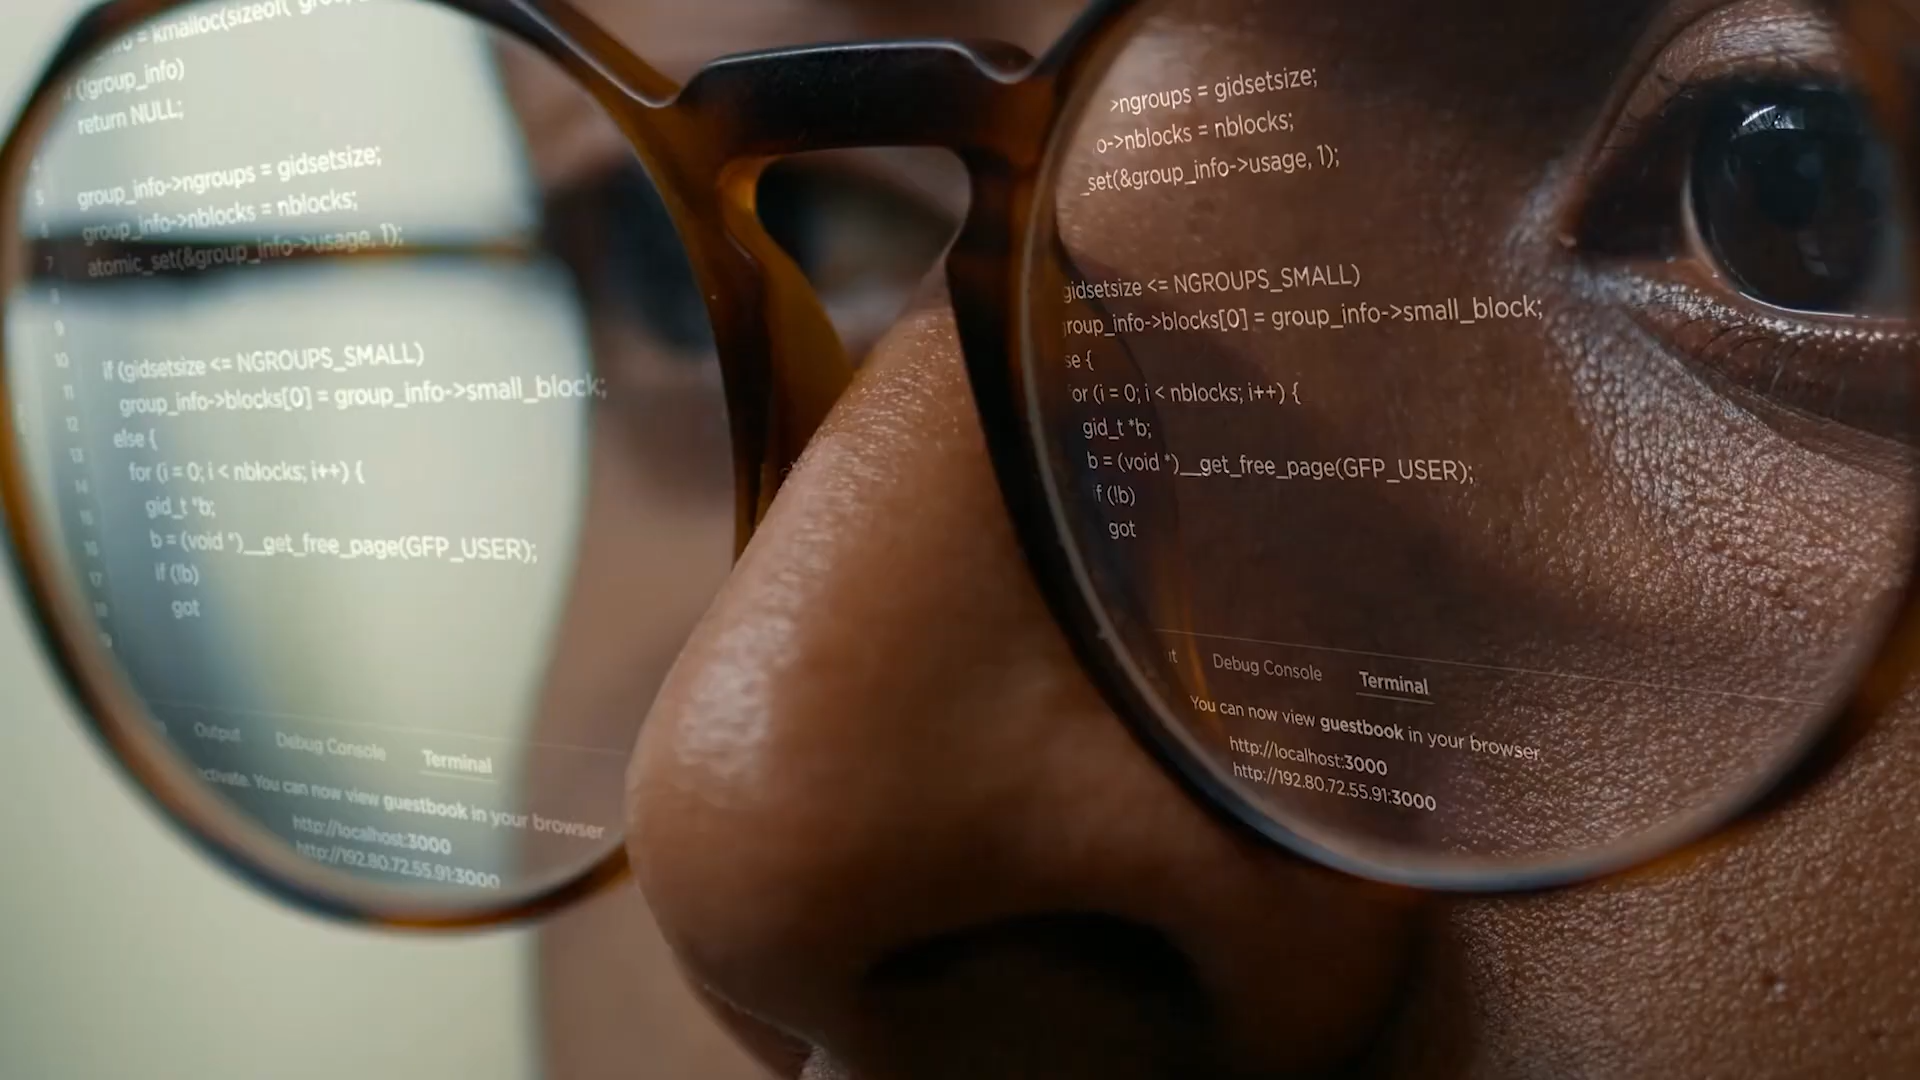 = kmalloc(sizeof(
(!group_info)
return NULL;
group_info->ngroups = gidsetsize;
group_info->nblocks = nblocks;
atomic_set(&group_info->usage, 1);
if (gidsetsize <= NGROUPS_SMALL)
group_info->blocks[0] = group_info->small_block;
else {
for (i = 0; i < nblocks; i++) {
gid_t *b;
b = (void *)__get_free_page(GFP_USER);
if (!b)
got
Output Debug Console Terminal
You can now view guestbook in your browser
http://localhost:3000
http://192.80.72.55.91:3000
>ngroups = gidsetsize;
o->nblocks = nblocks;
_set(&group_info->usage, 1);
gidsetsize <= NGROUPS_SMALL)
roup_info->blocks[0] = group_info->small_block;
se {
or (i = 0; i < nblocks; i++) {
gid_t *b;
b = (void *)__get_free_page(GFP_USER);
if (!b)
got
Debug Console Terminal
You can now view guestbook in your browser
http://localhost:3000
http://192.80.72.55.91:3000